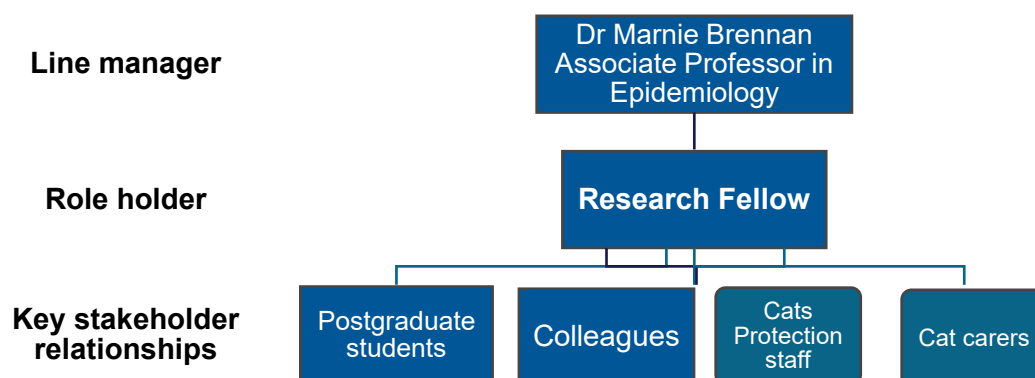 Line manager
Dr Marnie Brennan
Associate Professor in
Epidemiology
Role holder
Research Fellow
Key stakeholder
relationships
Postgraduate
students
Colleagues
Cats
Protection
staff
Cat carers